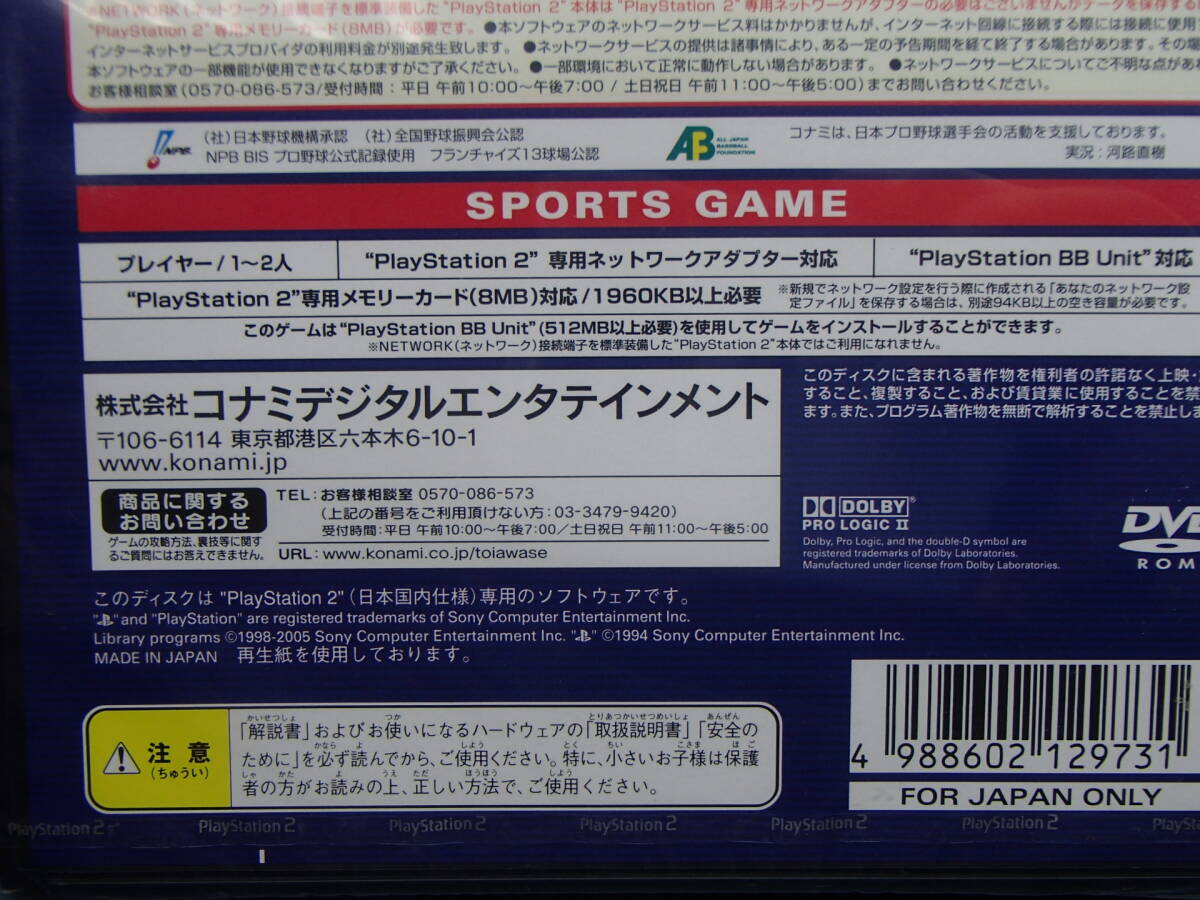 ※NETWORK(ネットワーク)接続端子を標準装備した "PlayStation 2" 本体は "PlayStation 2" 専用ネットワークアダプターの必要はございませんがデータを保存する
"PlayStation 2" 専用メモリーカード(8MB)が必要です。 ●本ソフトウェアのネットワークサービス料はかかりませんが、インターネット回線に接続する際には接続に使用
インターネットサービスプロバイダの利用料金が別途発生致します。 ●ネットワークサービスの提供は諸事情により、ある一定の予告期間を経て終了する場合があります。その場
本ソフトウェアの一部機能が使用できなくなりますがご了承ください。 ●一部環境において正常に動作しない場合があります。 ●ネットワークサービスについてご不明な点があれ
お客様相談室(0570-086-573/受付時間:平日 午前10:00〜午後7:00 / 土日祝日 午前11:00〜午後5:00)までお問い合わせください。
NPB
(社)日本野球機構承認 (社)全国野球振興会公認
NPB BIS プロ野球公式記録使用 フランチャイズ13球場公認
AB ALL JAPAN BASEBALL FOUNDATION
コナミは、日本プロ野球選手会の活動を支援しております。
実況:河路直樹
SPORTS GAME
プレイヤー/1〜2人
"PlayStation 2" 専用ネットワークアダプター対応
"PlayStation BB Unit" 対応
"PlayStation 2"専用メモリーカード(8MB)対応/1960KB以上必要
※新規でネットワーク設定を行う際に作成される「あなたのネットワーク設
定ファイル」を保存する場合は、別途94KB以上の空き容量が必要です。
このゲームは"PlayStation BB Unit"(512MB以上必要)を使用してゲームをインストールすることができます。
※NETWORK(ネットワーク)接続端子を標準装備した"PlayStation 2"本体ではご利用になれません。
株式会社コナミデジタルエンタテインメント
〒106-6114 東京都港区六本木6-10-1
www.konami.jp
商品に関する
お問い合わせ
ゲームの攻略方法、裏技等に関す
るご質問にはお答えできません。
TEL:お客様相談室 0570-086-573
(上記の番号をご利用頂けない方:03-3479-9420)
受付時間:平日 午前10:00〜午後7:00/土日祝日 午前11:00〜午後5:00
URL:www.konami.co.jp/toiawase
このディスクに含まれる著作物を権利者の許諾なく上映・
すること、複製すること、および賃貸業に使用することを禁
ます。また、プログラム著作物を無断で解析することを禁止しま
DOLBY®
PRO LOGIC II
Dolby, Pro Logic, and the double-D symbol are
registered trademarks of Dolby Laboratories.
Manufactured under license from Dolby Laboratories.
DVD
ROM
このディスクは "PlayStation 2"(日本国内仕様)専用のソフトウェアです。
" " and "PlayStation" are registered trademarks of Sony Computer Entertainment Inc.
Library programs ©1998-2005 Sony Computer Entertainment Inc. " " ©1994 Sony Computer Entertainment Inc.
MADE IN JAPAN 再生紙を使用しております。
注意
(ちゅうい)
「解説書」およびお使いになるハードウェアの「取扱説明書」「安全の
ために」を必ず読んでから、ご使用ください。特に、小さいお子様は保護
者の方がお読みの上、正しい方法で、ご使用ください。
4 988602 129731
FOR JAPAN ONLY
PlayStation 2 PlayStation 2 PlayStation 2 PlayStation 2 PlayStation 2 PlayStation 2 PlaySt